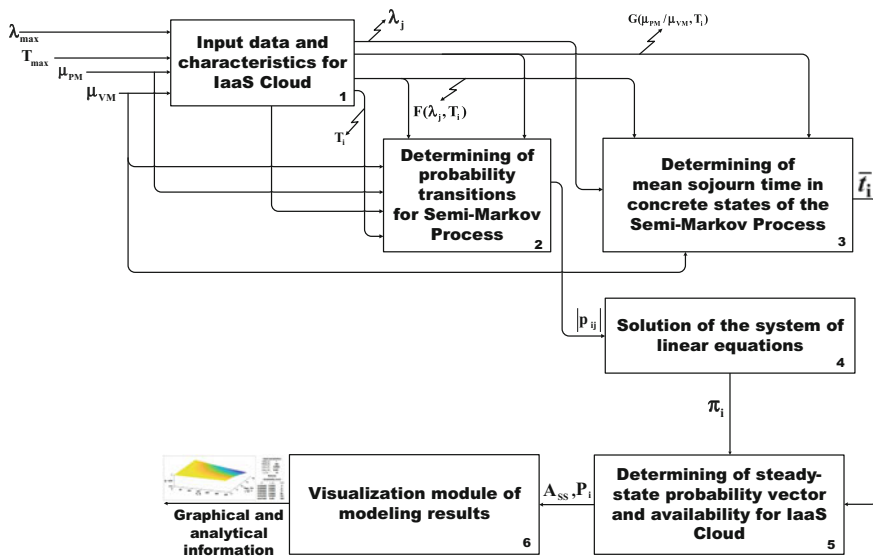 λmax
Tmax
μPM
μVM
Input data and
characteristics for
IaaS Cloud
1
λj
G(μPM/μVM,Ti)
F(λj,Ti)
Ti
Determining of
probability
transitions
for Semi-Markov
Process
2
Determining of
mean sojourn time in
concrete states of the
Semi-Markov Process
3
t̄i
|pij|
Solution of the system of
linear equations
4
πi
Determining of steady-
state probability vector
and availability for IaaS
Cloud
5
ASS,Pi
Visualization module of
modeling results
6
Graphical and
analytical
information